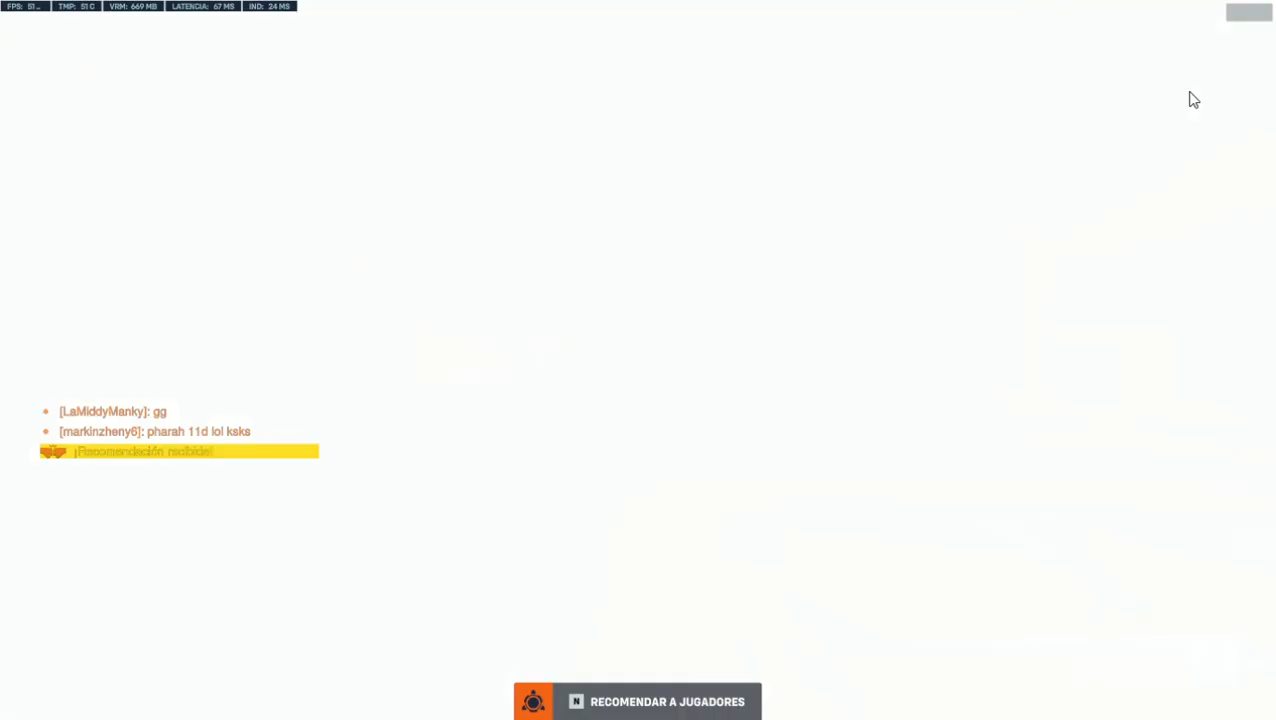 FPS: 51 .. TMP: 51 C VRM: 669 MB LATENCIA: 67 MS IND: 24 MS
[LaMiddyManky]: gg
[markinzheny6]: pharah 11d lol ksks
¡Recomendación recibida!
N RECOMENDAR A JUGADORES